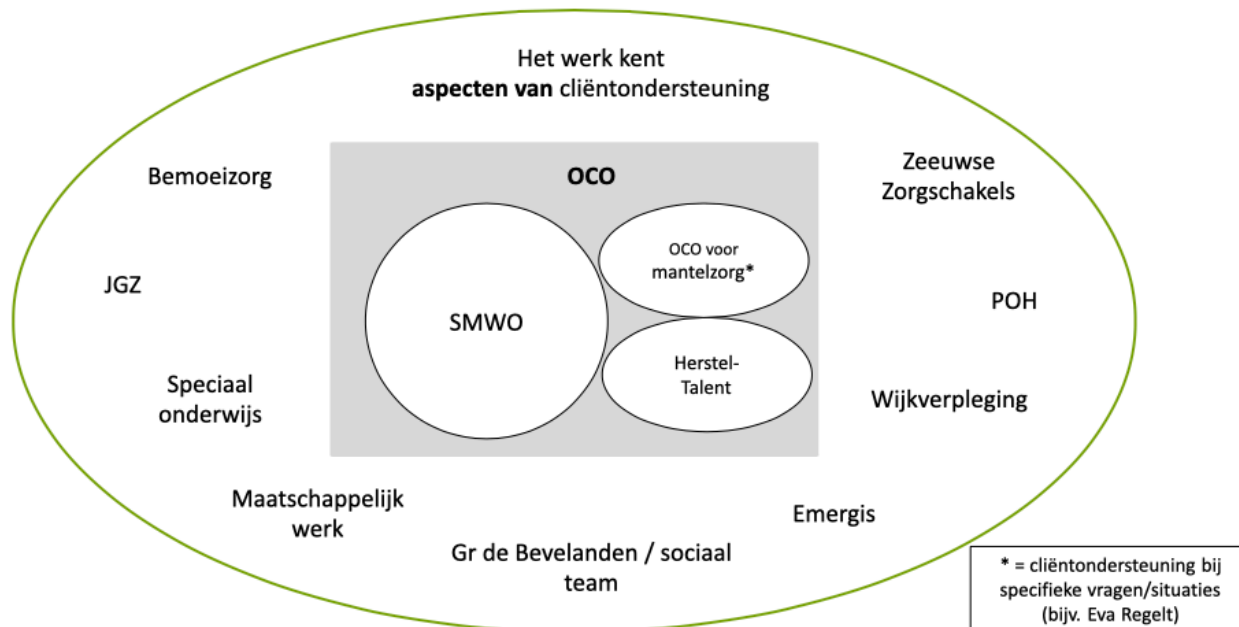 Het werk kent
aspecten van cliëntondersteuning
Bemoeizorg
OCO
Zeeuwse
Zorgschakels
OCO voor
mantelzorg*
JGZ
POH
SMWO
Herstel-
Talent
Speciaal
onderwijs
Wijkverpleging
Maatschappelijk
werk
Emergis
Gr de Bevelanden / sociaal
team
* = cliëntondersteuning bij
specifieke vragen/situaties
(bijv. Eva Regelt)